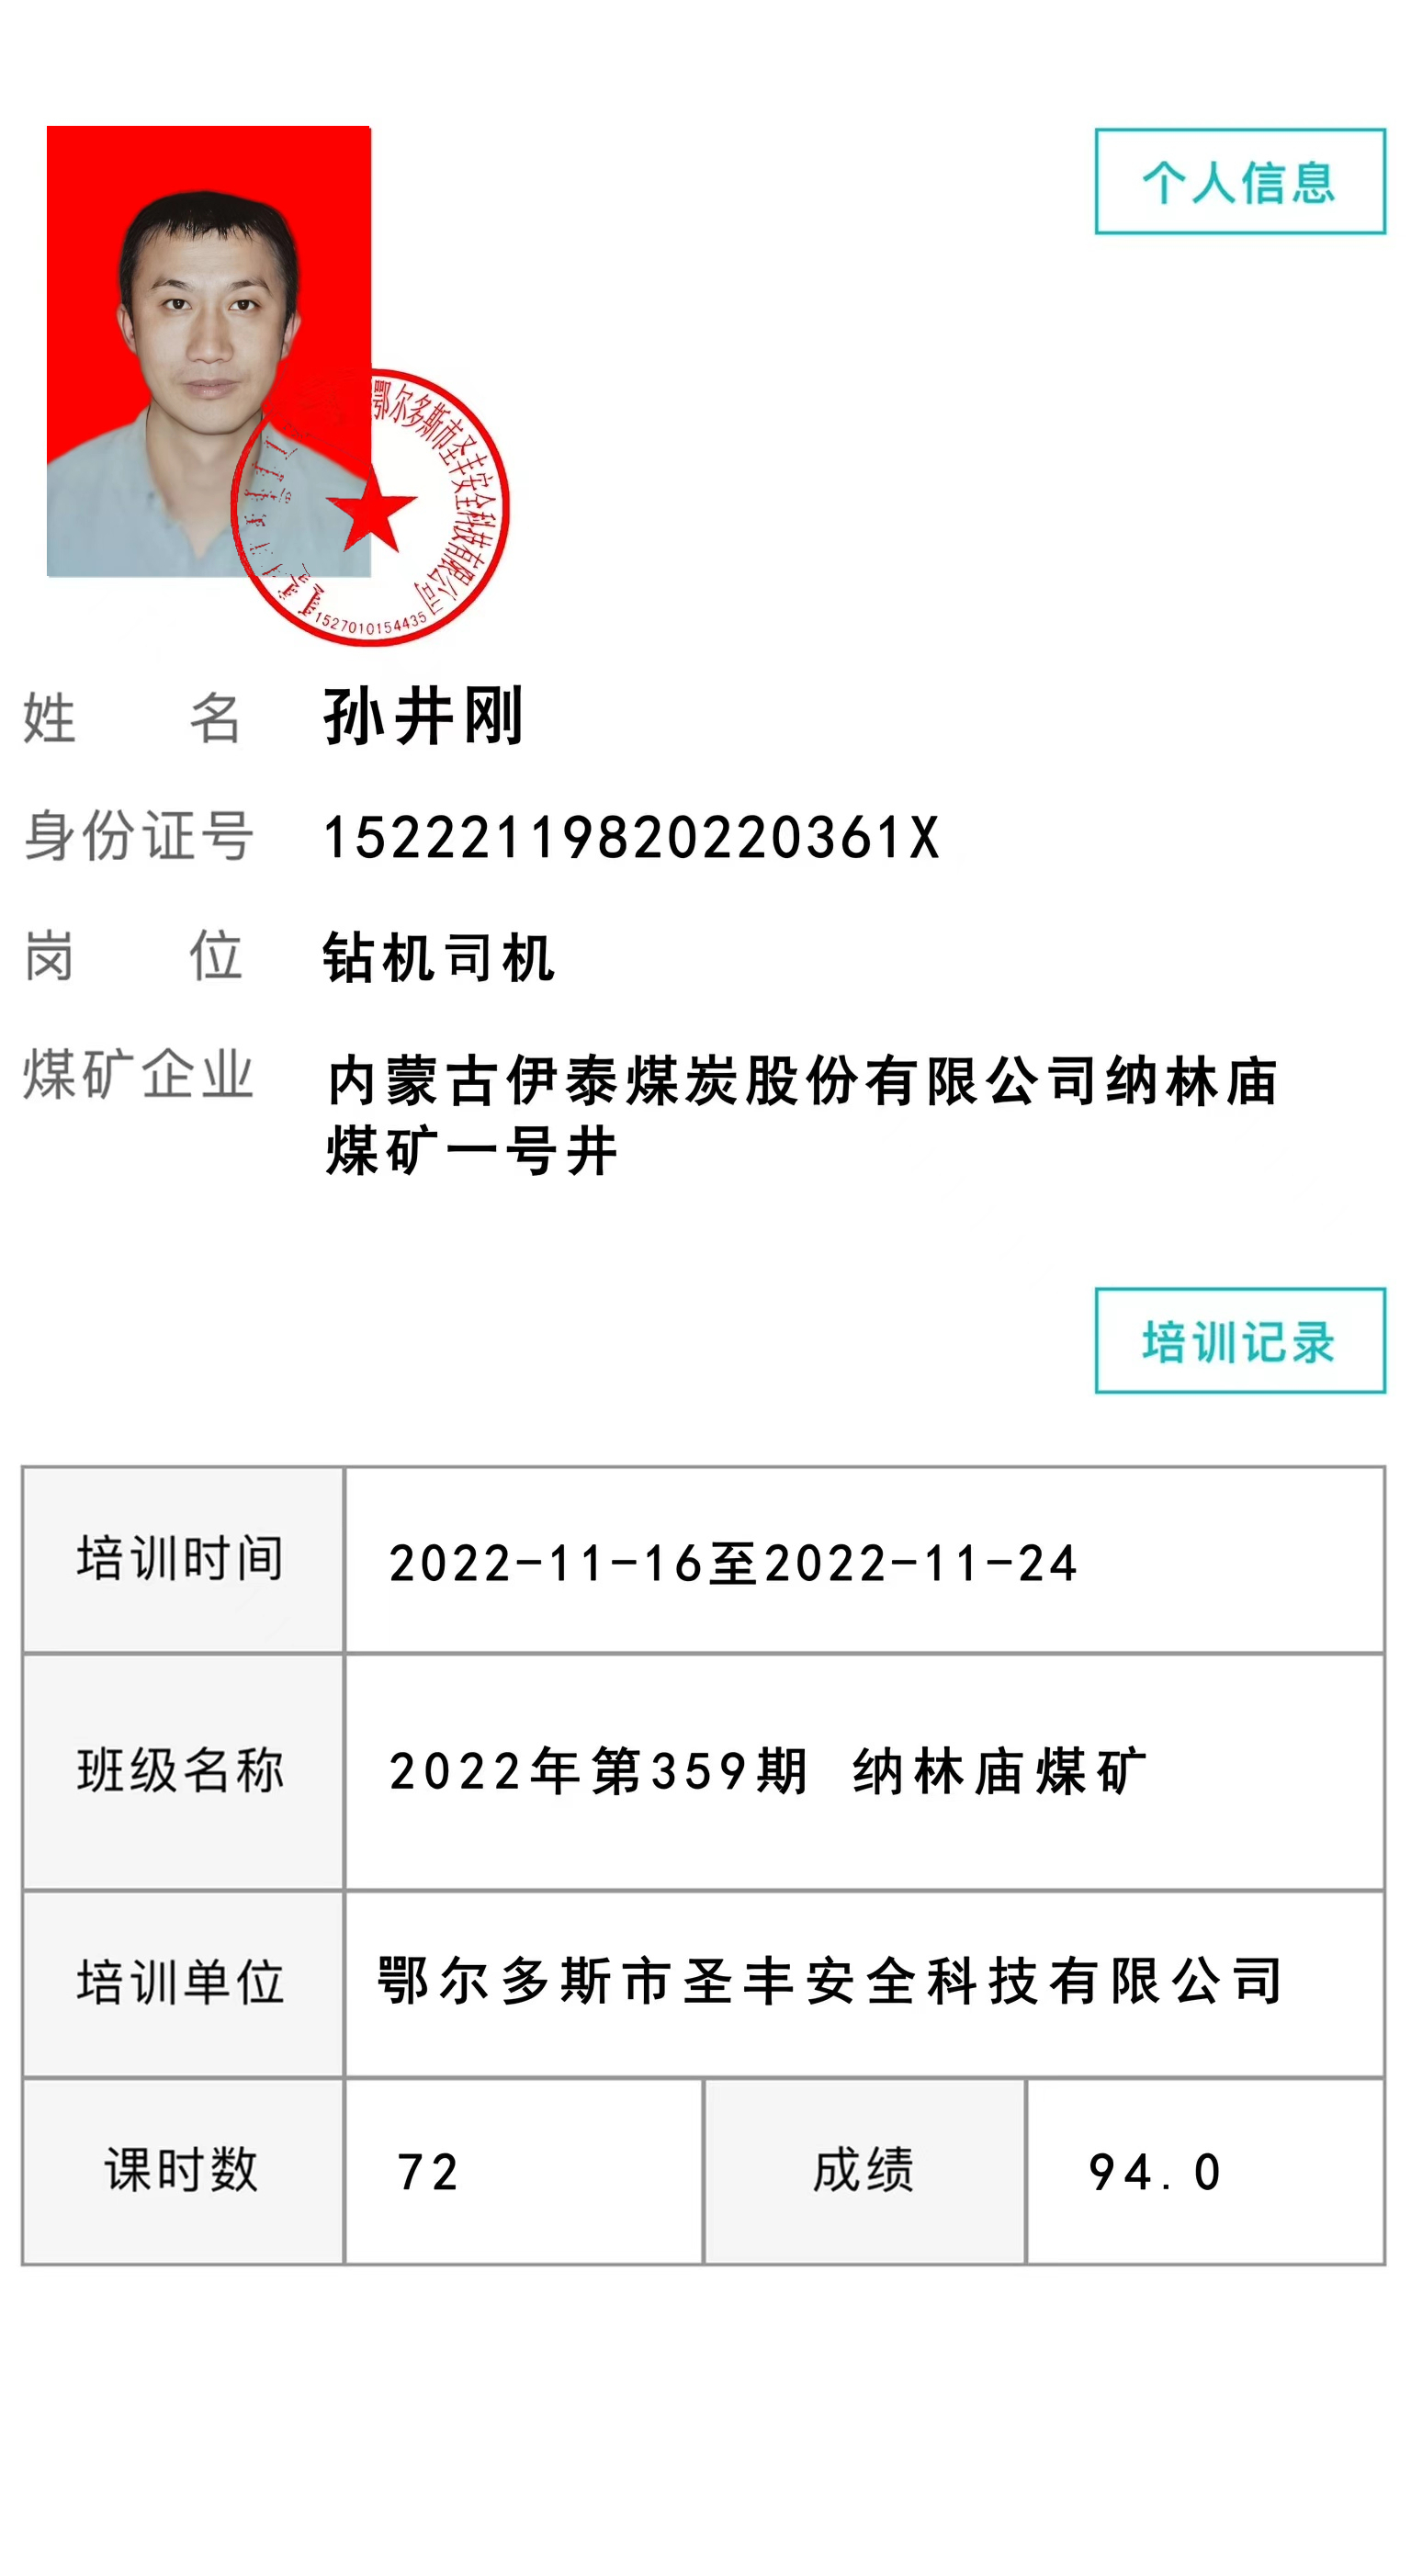 个人信息
鄂尔多斯市圣丰安全科技有限公司
1527010154435
姓 名 孙井刚
身份证号 15222119820220361X
岗 位 钻机司机
煤矿企业 内蒙古伊泰煤炭股份有限公司纳林庙
煤矿一号井
培训记录
培训时间 2022-11-16至2022-11-24
班级名称 2022年第359期 纳林庙煤矿
培训单位 鄂尔多斯市圣丰安全科技有限公司
课时数 72 成绩 94.0